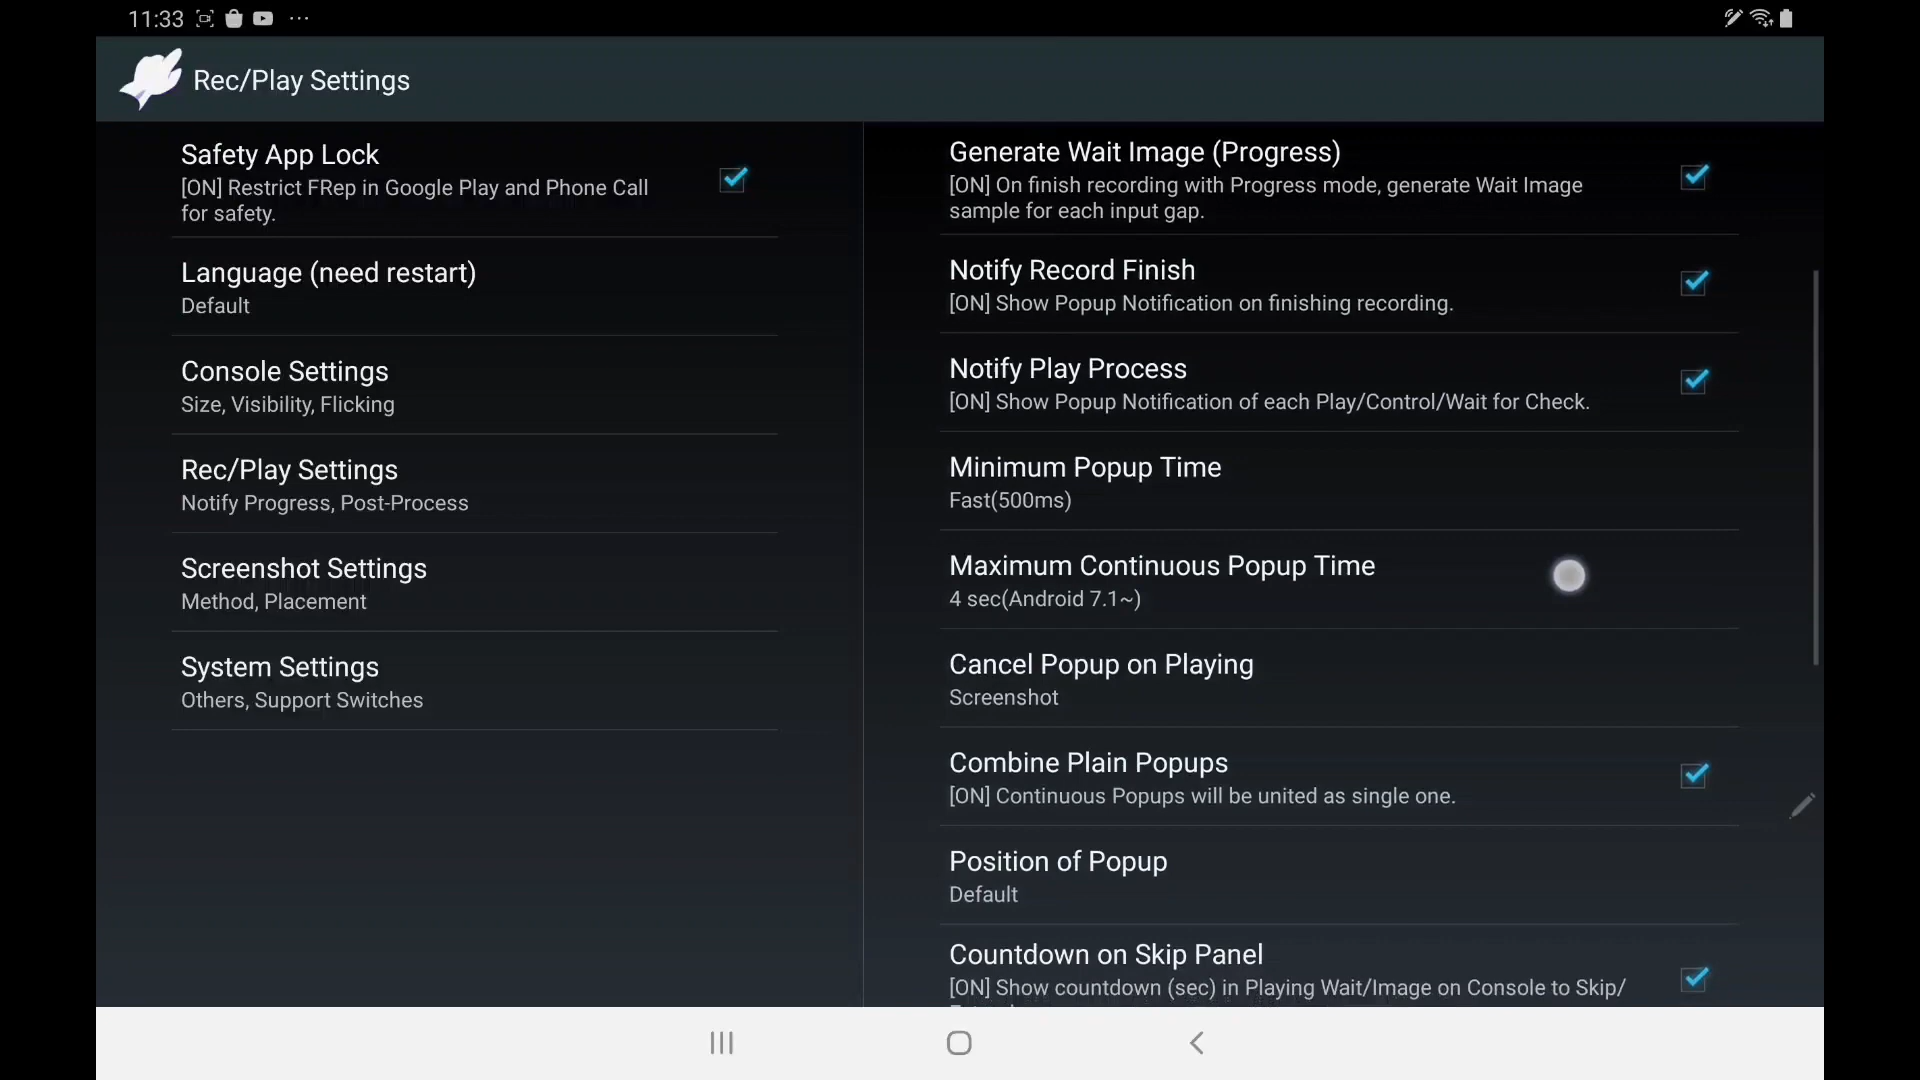 11:33
Rec/Play Settings
Safety App Lock
[ON] Restrict FRep in Google Play and Phone Call
for safety.
Language (need restart)
Default
Console Settings
Size, Visibility, Flicking
Rec/Play Settings
Notify Progress, Post-Process
Screenshot Settings
Method, Placement
System Settings
Others, Support Switches
Generate Wait Image (Progress)
[ON] On finish recording with Progress mode, generate Wait Image
sample for each input gap.
Notify Record Finish
[ON] Show Popup Notification on finishing recording.
Notify Play Process
[ON] Show Popup Notification of each Play/Control/Wait for Check.
Minimum Popup Time
Fast(500ms)
Maximum Continuous Popup Time
4 sec(Android 7.1~)
Cancel Popup on Playing
Screenshot
Combine Plain Popups
[ON] Continuous Popups will be united as single one.
Position of Popup
Default
Countdown on Skip Panel
[ON] Show countdown (sec) in Playing Wait/Image on Console to Skip/